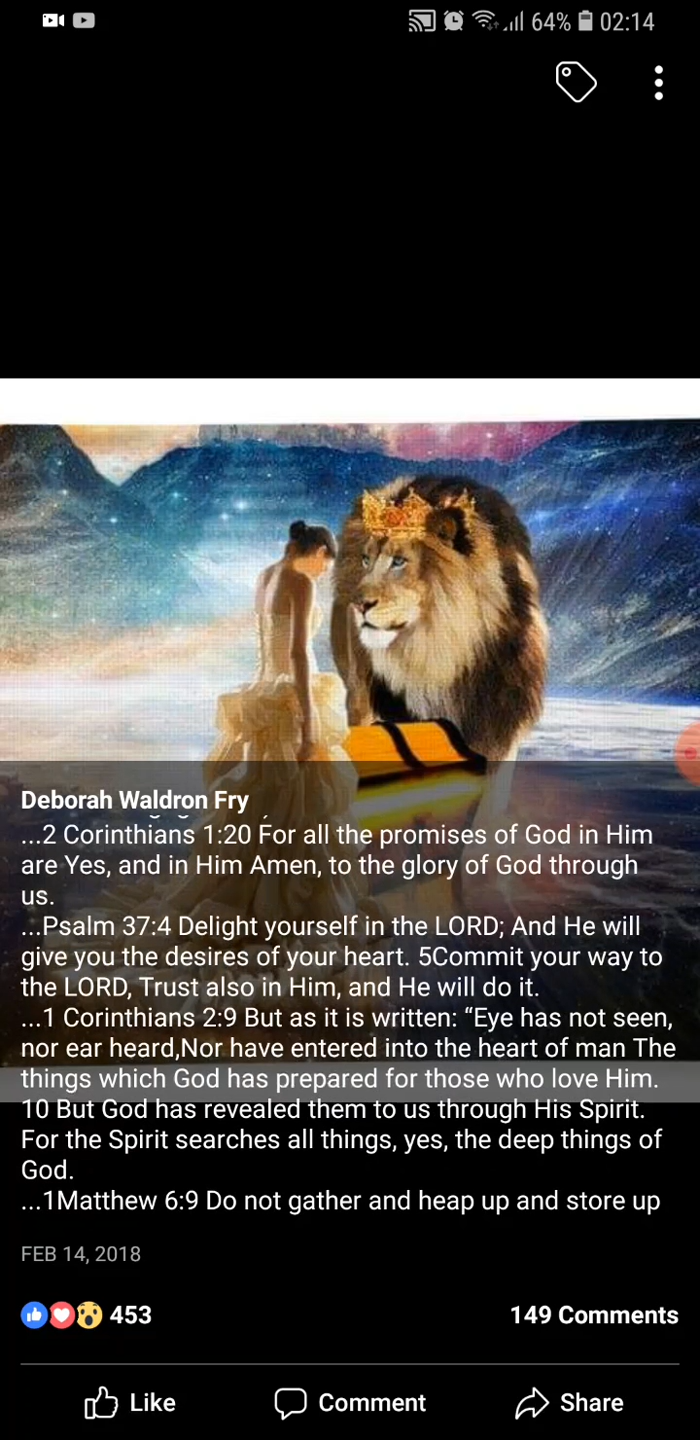 64% 02:14
Deborah Waldron Fry
...2 Corinthians 1:20 For all the promises of God in Him
are Yes, and in Him Amen, to the glory of God through
us.
...Psalm 37:4 Delight yourself in the LORD; And He will
give you the desires of your heart. 5Commit your way to
the LORD, Trust also in Him, and He will do it.
...1 Corinthians 2:9 But as it is written: “Eye has not seen,
nor ear heard,Nor have entered into the heart of man The
things which God has prepared for those who love Him.
10 But God has revealed them to us through His Spirit.
For the Spirit searches all things, yes, the deep things of
God.
...1Matthew 6:9 Do not gather and heap up and store up
FEB 14, 2018
453 149 Comments
Like Comment Share